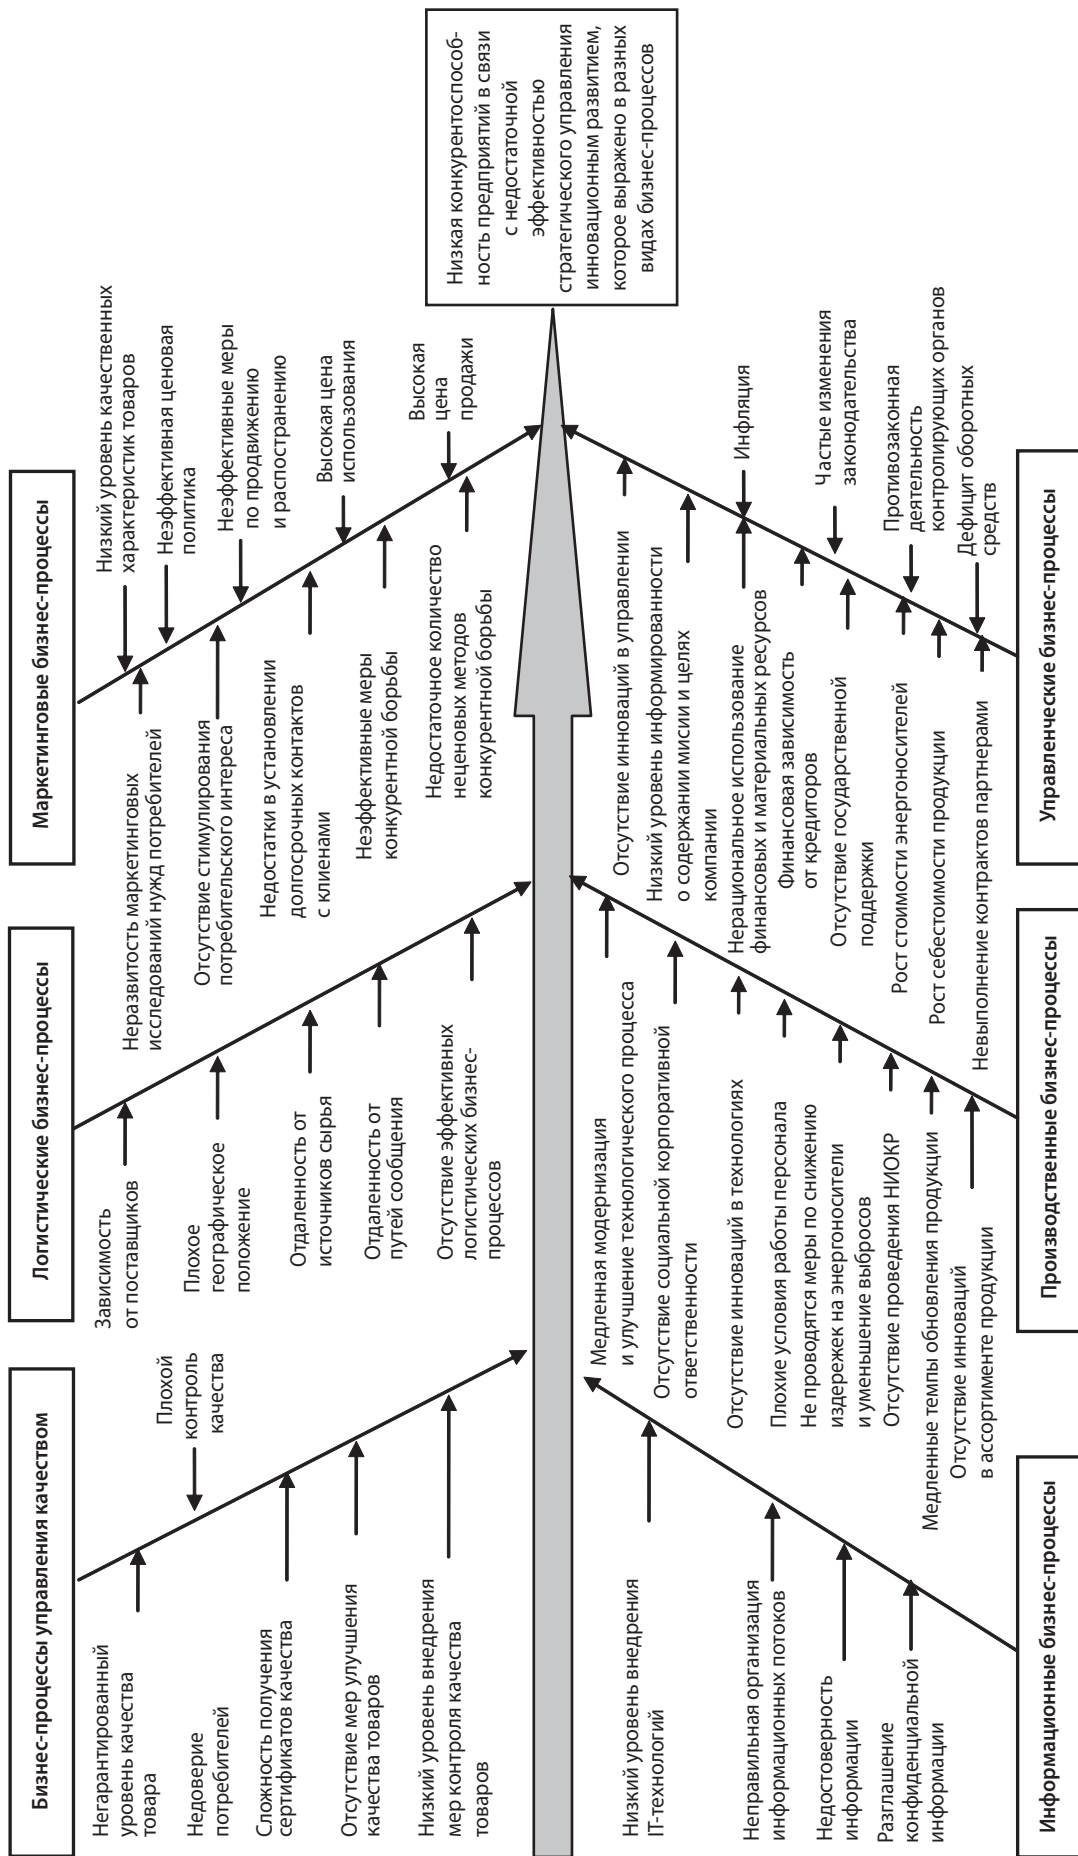 Бизнес-процессы управления качеством
Негарантированный
уровень качества
товара
Недоверие
потребителей
Плохой
контроль
качества
Сложность получения
сертификатов качества
Отсутствие мер улучшения
качества товаров
Низкий уровень внедрения
мер контроля качества
товаров
Логистические бизнес-процессы
Зависимость
от поставщиков
Плохое
географическое
положение
Отдаленность от
источников сырья
Отдаленность от
путей сообщения
Отсутствие эффективных
логистических бизнес-
процессов
Маркетинговые бизнес-процессы
Низкий уровень качественных
характеристик товаров
Неэффективная ценовая
политика
Неэффективные меры
по продвижению
и распостранению
Высокая цена
использования
Высокая
цена
продажи
Неразвитость маркетинговых
исследований нужд потребителей
Отсутствие стимулирования
потребительского интереса
Недостатки в установлении
долгосрочных контактов
с клиенами
Неэффективные меры
конкурентной борьбы
Недостаточное количество
неценовых методов
конкурентной борьбы
Низкая конкурентоспособ-
ность предприятий в связи
с недостаточной
эффективностью
стратегического управления
инновационным развитием,
которое выражено в разных
видах бизнес-процессов
Низкий уровень внедрения
IT-технологий
Неправильная организация
информационных потоков
Недостоверность
информации
Разглашение
конфиденциальной
информации
Информационные бизнес-процессы
Медленная модернизация
и улучшение технологического процесса
Отсутствие социальной корпоративной
ответственности
Отсутствие инноваций в технологиях
Плохие условия работы персонала
Не проводятся меры по снижению
издержек на энергоносители
и уменьшение выбросов
Отсутствие проведения НИОКР
Медленные темпы обновления продукции
Отсутствие инноваций
в ассортименте продукции
Производственные бизнес-процессы
Отсутствие инноваций в управлении
Низкий уровень информированности
о содержании мисии и целях
компании
Нерациональное использование
финансовых и материальных ресурсов
Финансовая зависимость
от кредиторов
Отсутствие государственной
поддержки
Рост стоимости энергоносителей
Рост себестоимости продукции
Невыполнение контрактов партнерами
Инфляция
Частые изменения
законодательства
Противозаконная
деятельность
контролирующих органов
Дефицит оборотных
средств
Управленческие бизнес-процессы